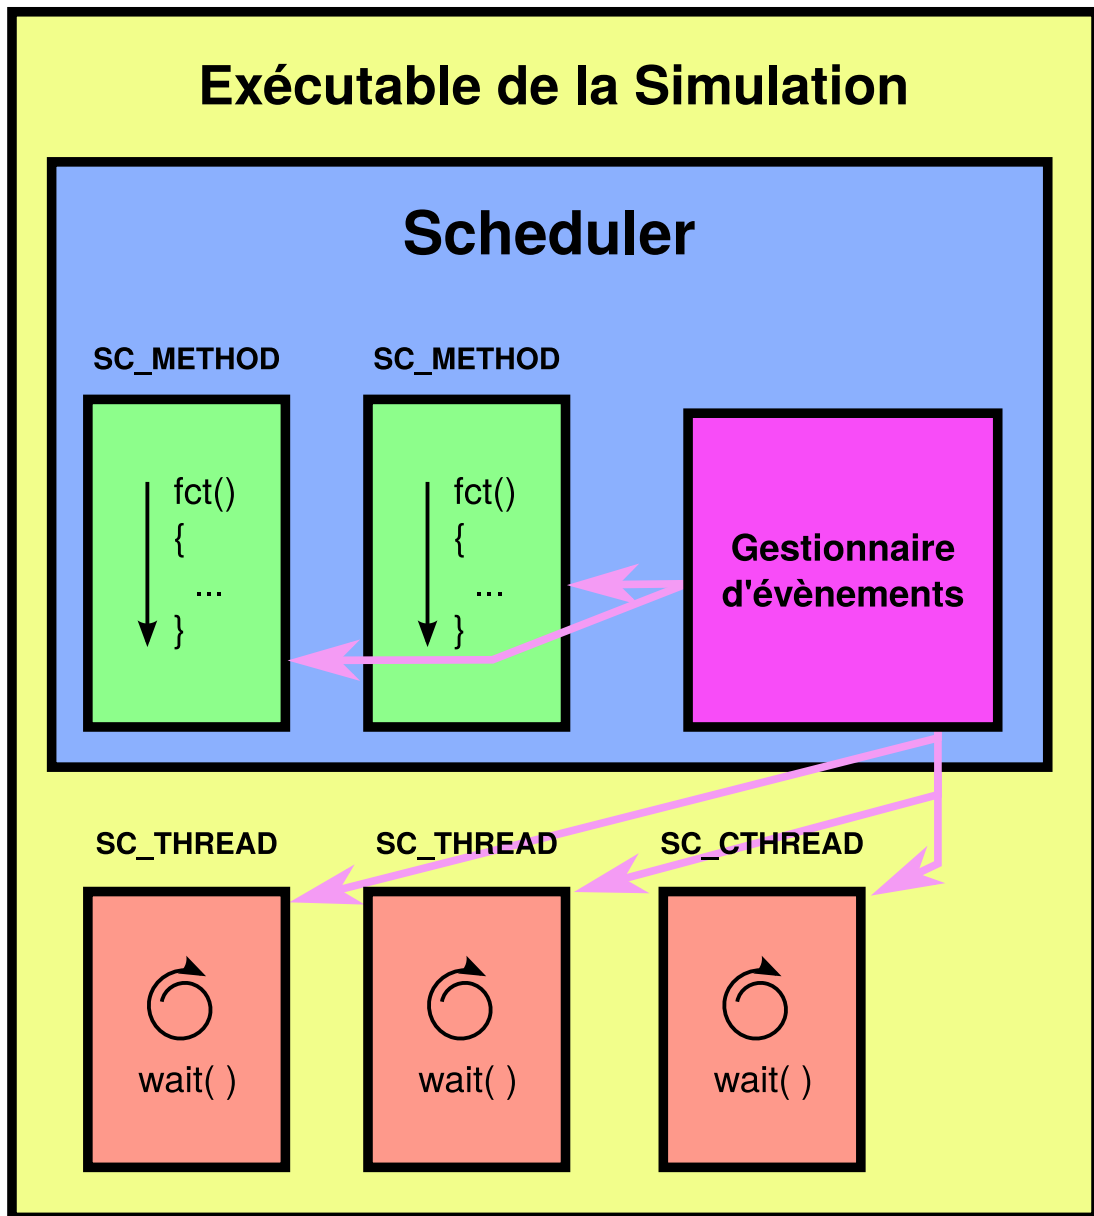 Exécutable de la Simulation
Scheduler
SC_METHOD
fct()
{
...
}
SC_METHOD
fct()
{
...
}
Gestionnaire
d'évènements
SC_THREAD
wait( )
SC_THREAD
wait( )
SC_CTHREAD
wait( )